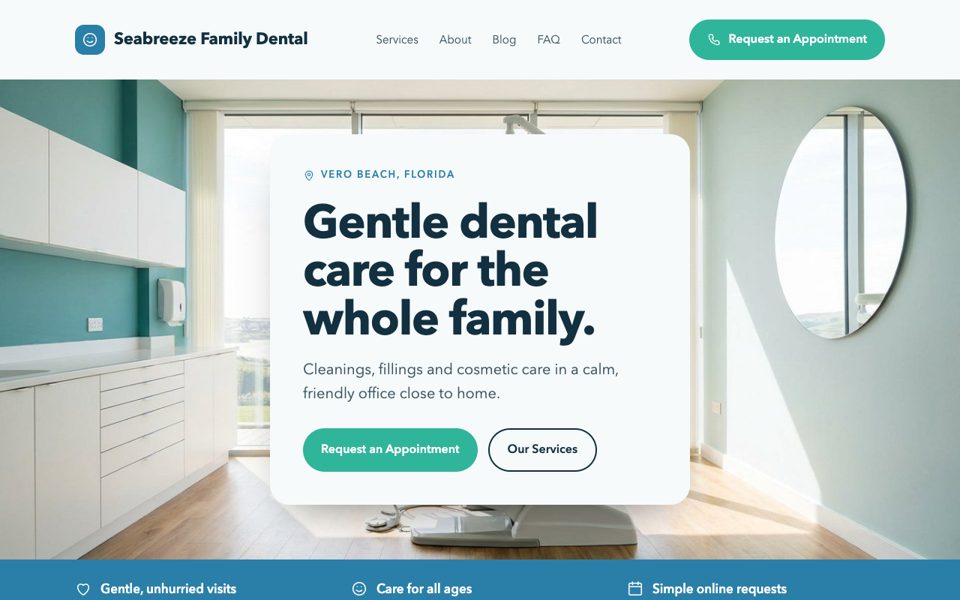 Seabreeze Family Dental
Services
About
Blog
FAQ
Contact
Request an Appointment
VERO BEACH, FLORIDA
Gentle dental
care for the
whole family.
Cleanings, fillings and cosmetic care in a calm,
friendly office close to home.
Request an Appointment
Our Services
Gentle, unhurried visits
Care for all ages
Simple online requests